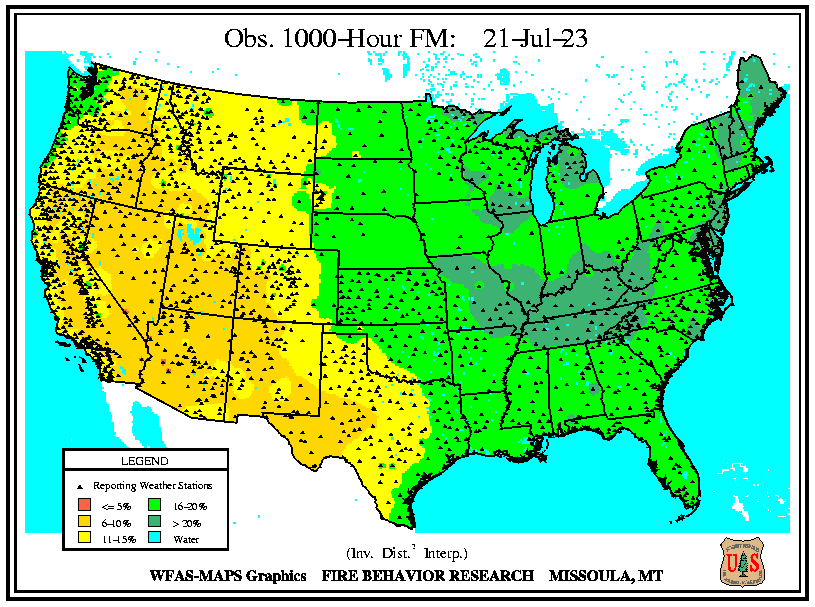 Obs. 1000-Hour FM: 21-Jul-23
LEGEND
Reporting Weather Stations
<= 5% 16-20%
6-10% > 20%
11-15% Water
(Inv. Dist.² Interp.)
WFAS-MAPS Graphics FIRE BEHAVIOR RESEARCH MISSOULA, MT
U S